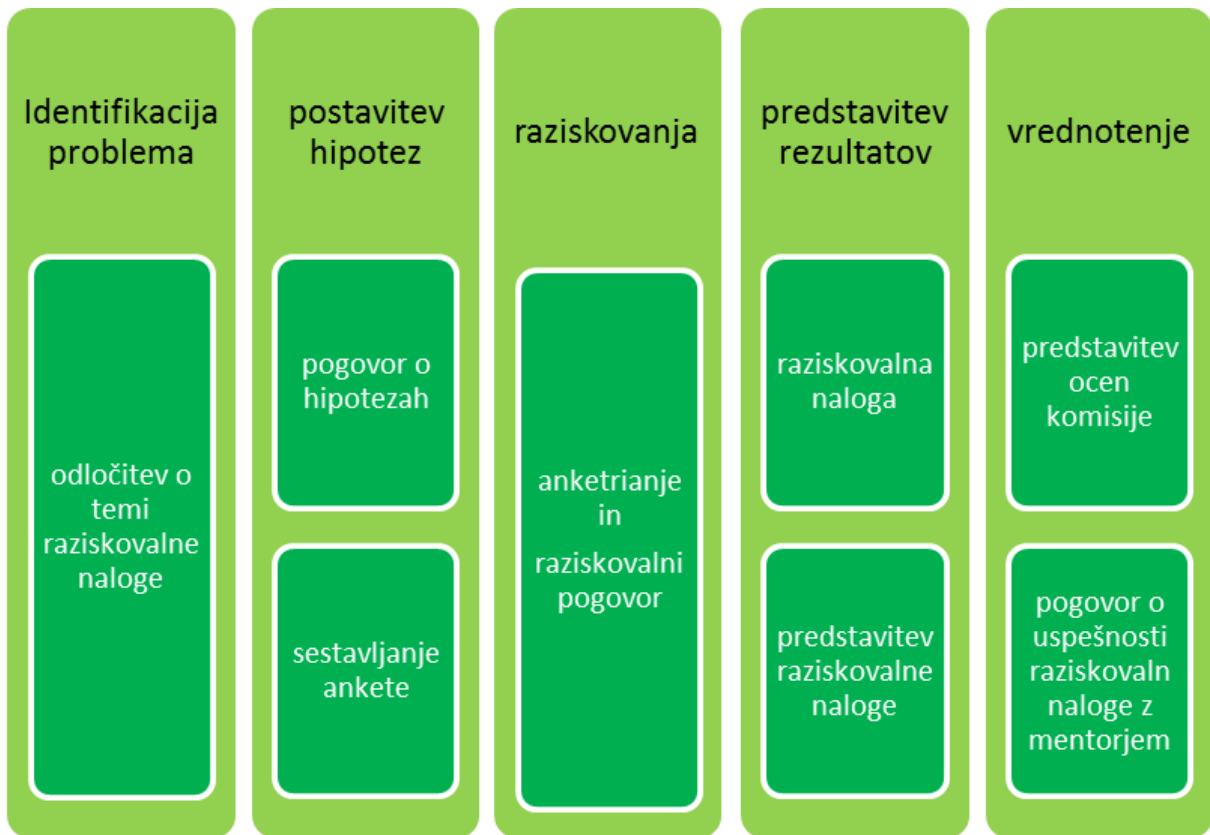 Identifikacija
problema
odločitev o
temi
raziskovalne
naloge
postavitev
hipotez
pogovor o
hipotezah
sestavljanje
ankete
raziskovanja
anketrianje
in
raziskovalni
pogovor
predstavitev
rezultatov
raziskovalna
naloga
predstavitev
raziskovalne
naloge
vrednotenje
predstavitev
ocen
komisije
pogovor o
uspešnosti
raziskovaln
naloge z
mentorjem